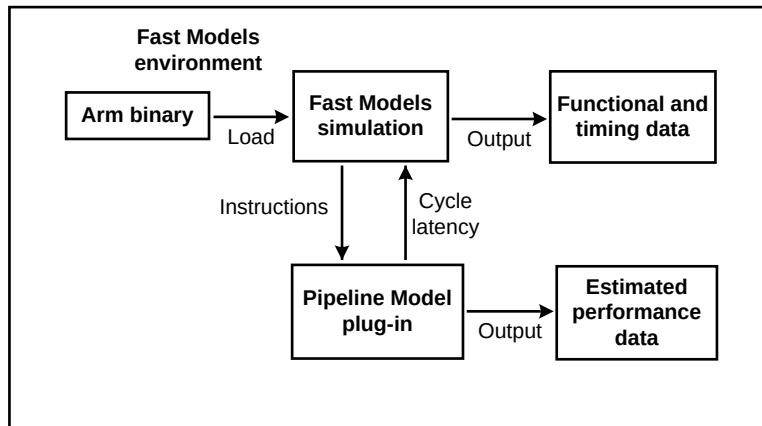 Fast Models
environment
Arm binary
Load
Fast Models
simulation
Output
Functional and
timing data
Instructions
Cycle
latency
Pipeline Model
plug-in
Output
Estimated
performance
data